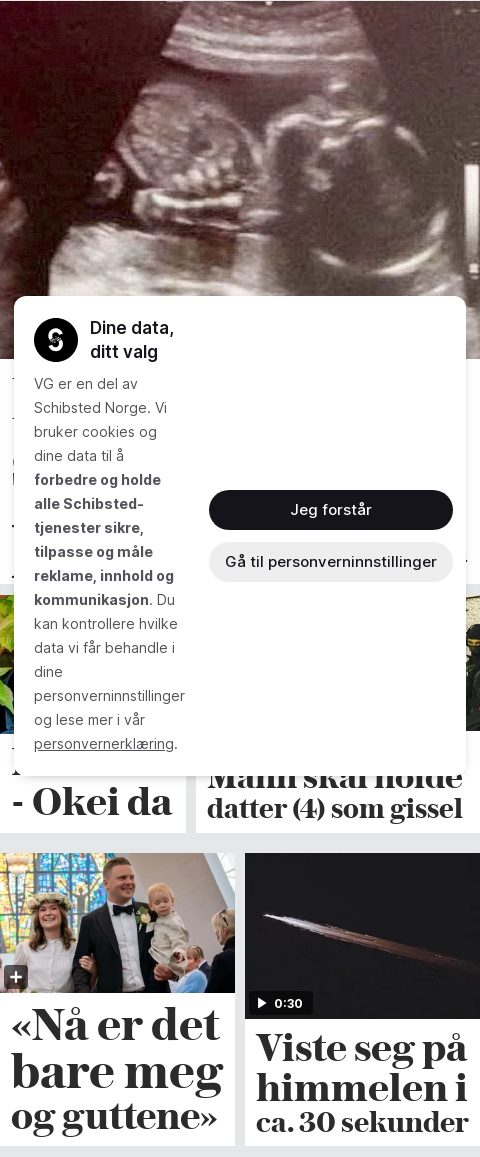 Dine data,
ditt valg
VG er en del av
Schibsted Norge. Vi
bruker cookies og
dine data til å
forbedre og holde
alle Schibsted-
tjenester sikre,
tilpasse og måle
reklame, innhold og
kommunikasjon. Du
kan kontrollere hvilke
data vi får behandle i
dine
personverninnstillinger
og lese mer i vår
personvernerklæring.
Jeg forstår
Gå til personverninnstillinger
- Okei da
Mann skal holde
datter (4) som gissel
«Nå er det
bare meg
og guttene»
0:30
Viste seg på
himmelen i
ca. 30 sekunder